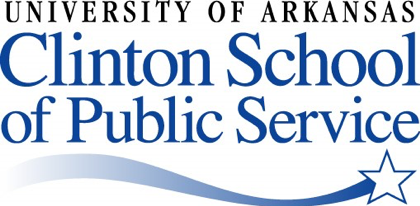 UNIVERSITY OF ARKANSAS
Clinton School
of Public Service